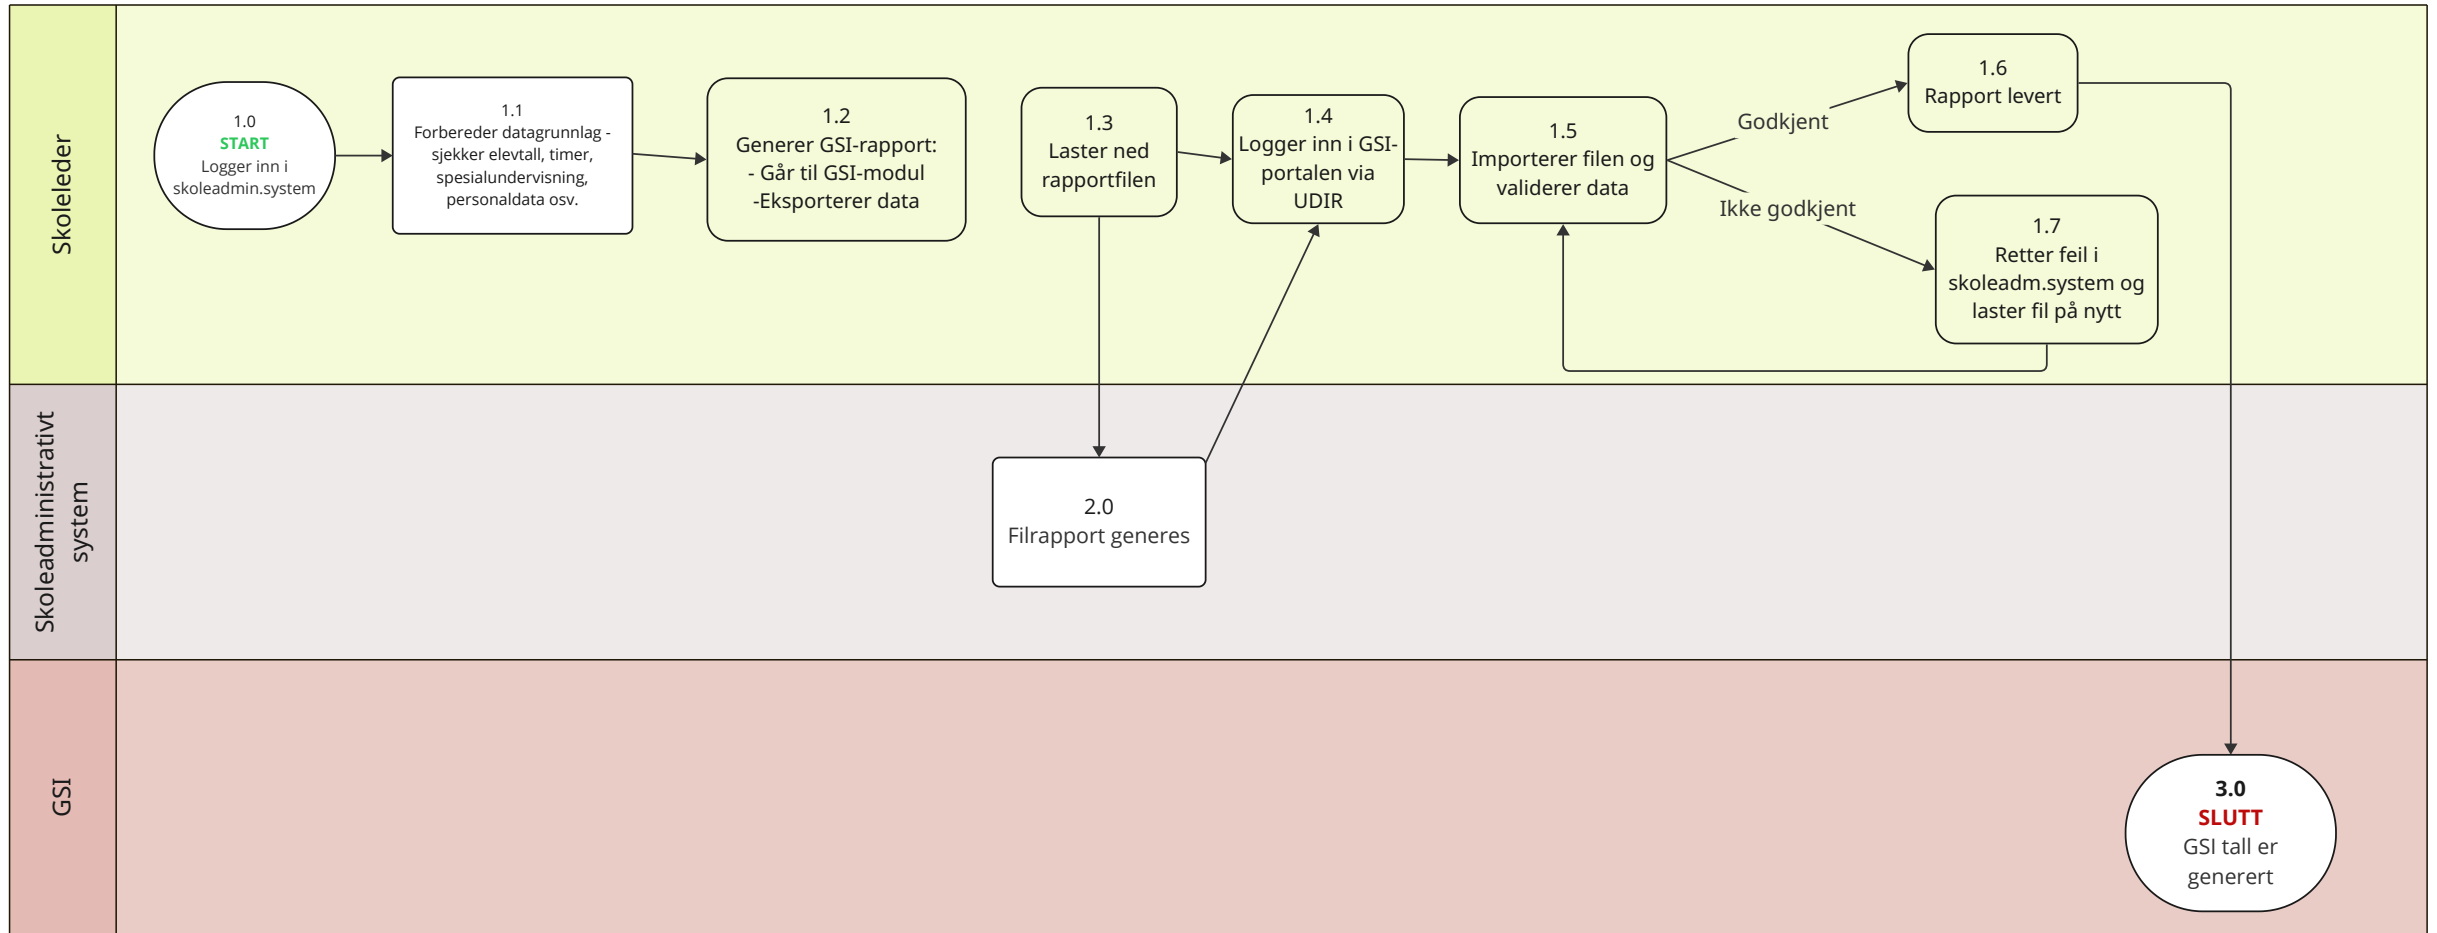 Skoleleder
1.0
START
Logger inn i
skoleadmin.system
1.1
Forbereder datagrunnlag -
sjekker elevtall, timer,
spesialundervisning,
personaldata osv.
1.2
Generer GSI-rapport:
- Går til GSI-modul
-Eksporterer data
1.3
Laster ned
rapportfilen
1.4
Logger inn i GSI-
portalen via
UDIR
1.5
Importerer filen og
validerer data
Godkjent
Ikke godkjent
1.6
Rapport levert
1.7
Retter feil i
skoleadm.system og
laster fil på nytt
Skoleadministrativt
system
2.0
Filrapport generes
GSI
3.0
SLUTT
GSI tall er
generert